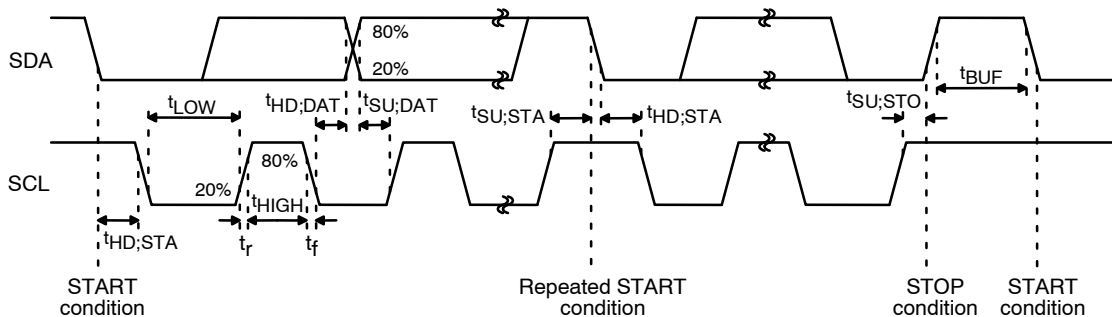 SDA
80%
20%
tLOW
tHD;DAT
tSU;DAT
tSU;STA
tHD;STA
tSU;STO
tBUF
SCL
80%
20%
tHIGH
tHD;STA
tr
tf
START
condition
Repeated START
condition
STOP
condition
START
condition